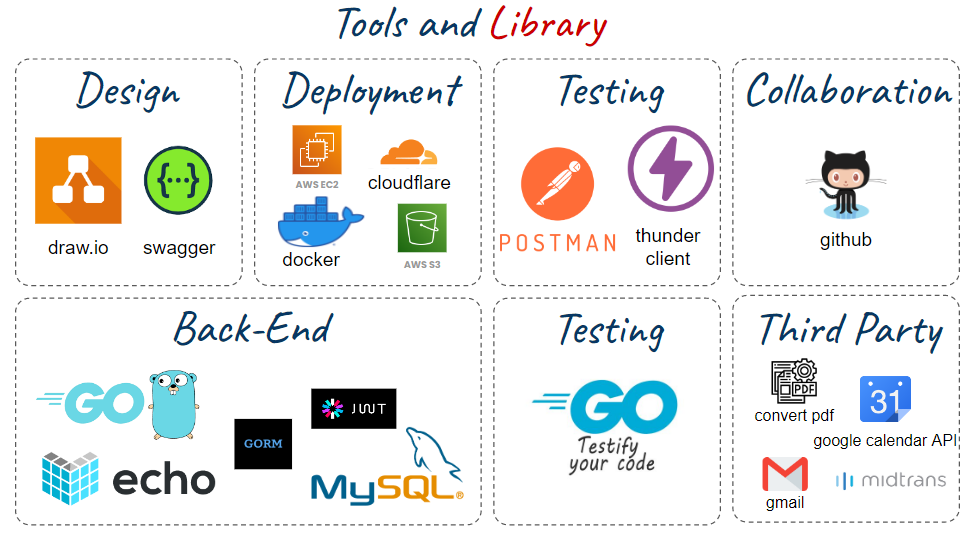 Tools and Library
Design
draw.io
swagger
Deployment
AWS EC2
cloudflare
docker
AWS S3
Testing
POSTMAN
thunder
client
Collaboration
github
Back-End
GO
GORM
JWT
echo
MySQL®
Testing
GO
Testify
your code
Third Party
PDF
convert pdf
31
google calendar API
gmail
midtrans